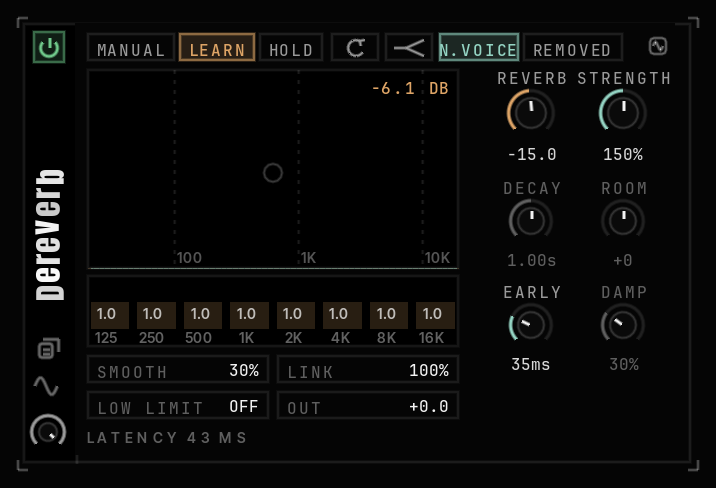 MANUAL LEARN HOLD N.VOICE REMOVED
REVERB STRENGTH
-6.1 DB
-15.0 150%
DECAY ROOM
100 1K 10K
1.00s +0
EARLY DAMP
1.0 1.0 1.0 1.0 1.0 1.0 1.0 1.0
125 250 500 1K 2K 4K 8K 16K
35ms 30%
SMOOTH 30% LINK 100%
LOW LIMIT OFF OUT +0.0
LATENCY 43 MS
Dereverb